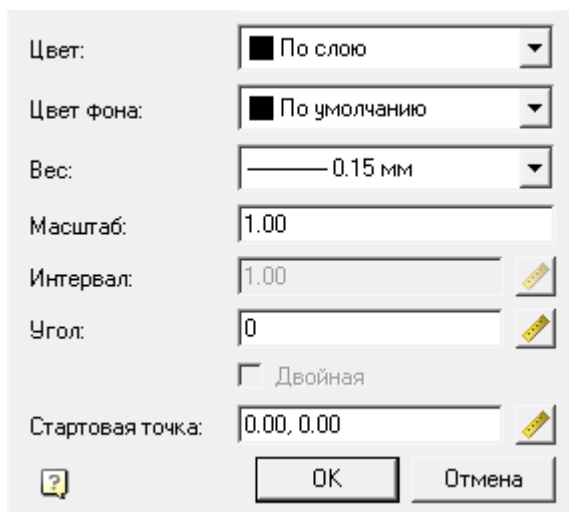 Цвет: По слою
Цвет фона: По умолчанию
Вес: 0.15 мм
Масштаб: 1.00
Интервал: 1.00
Угол: 0
Двойная
Стартовая точка: 0.00, 0.00
? OK Отмена